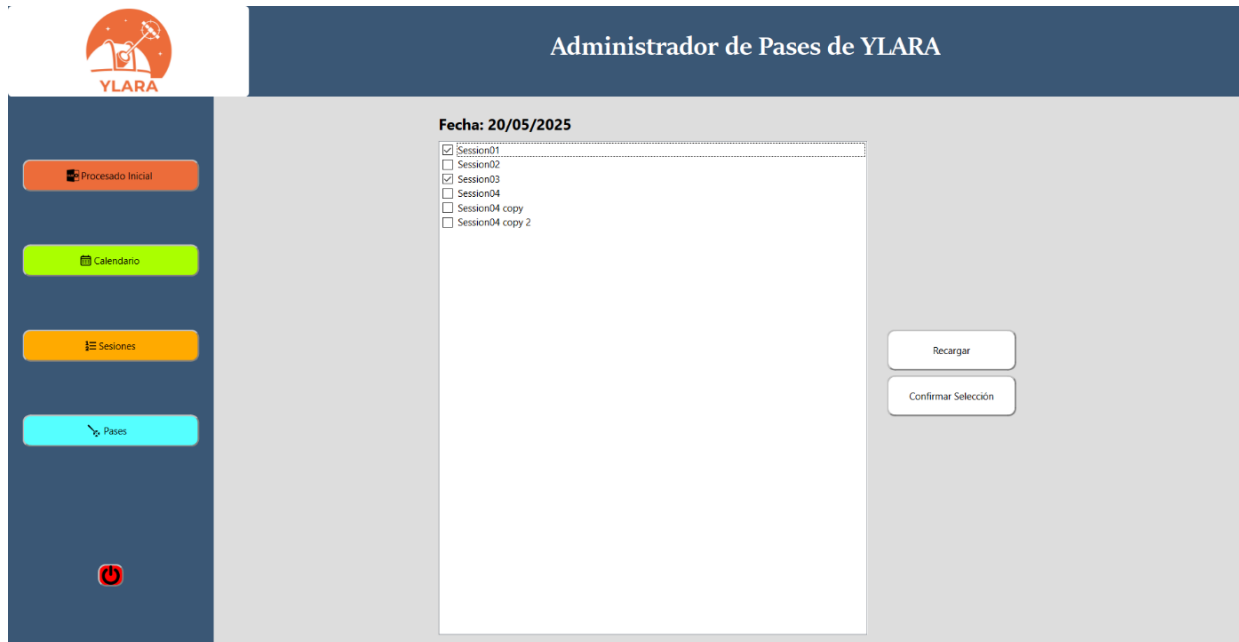 YLARA
Administrador de Pases de YLARA
Procesado Inicial
Calendario
Sesiones
Pases
Fecha: 20/05/2025
Session01
Session02
Session03
Session04
Session04 copy
Session04 copy 2
Recargar
Confirmar Selección